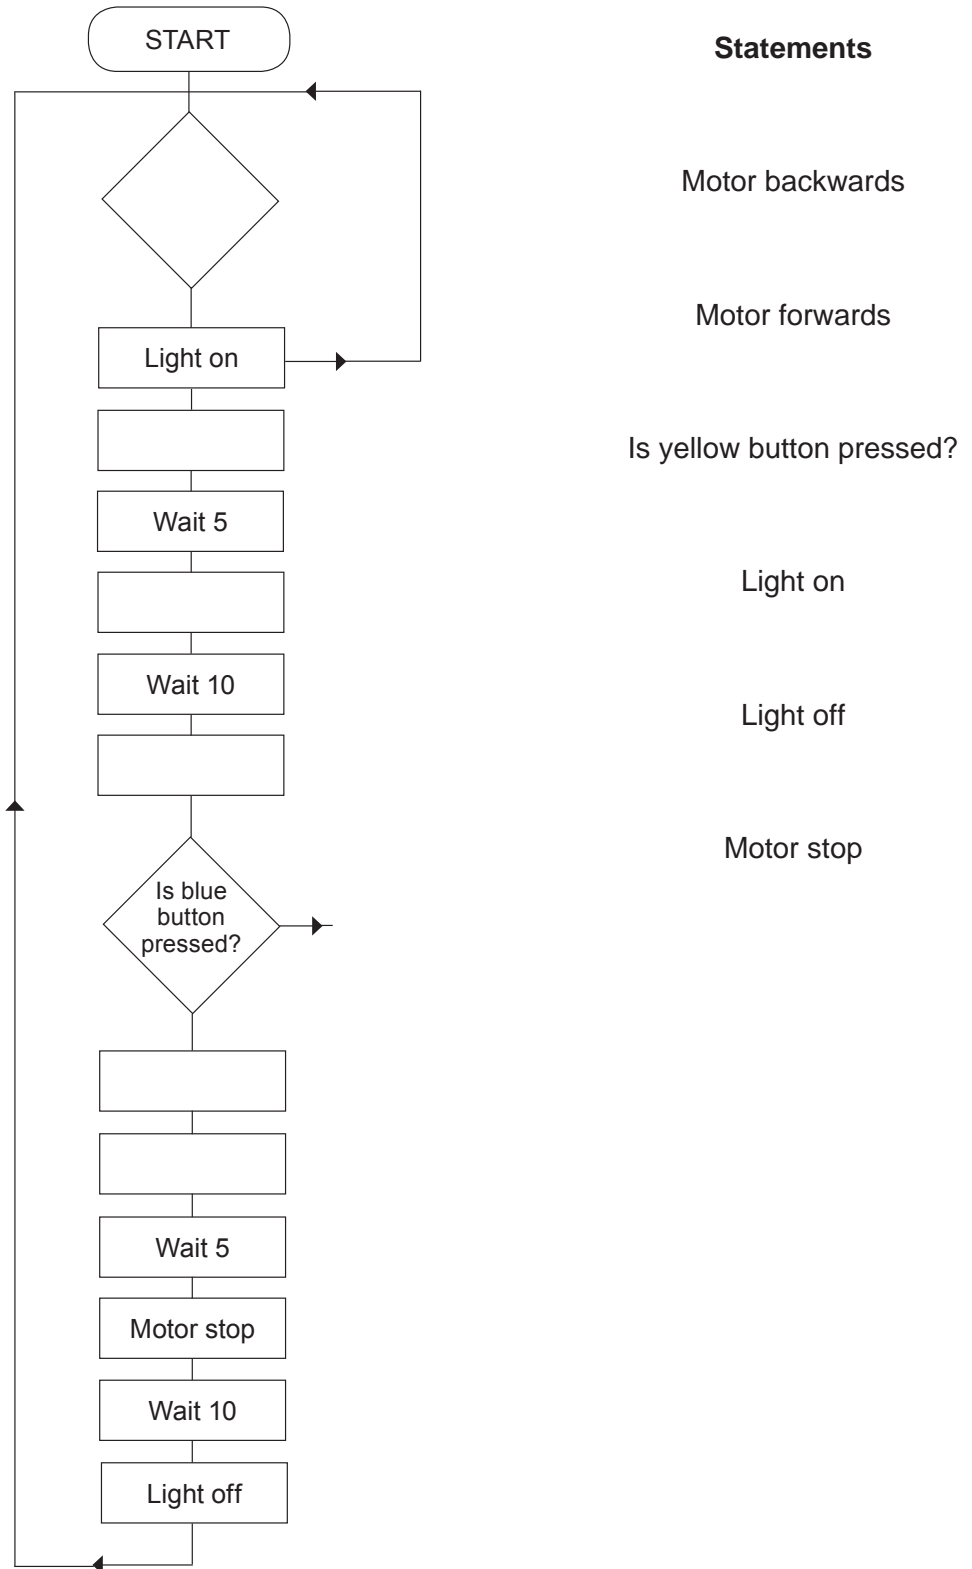 START
Light on
Wait 5
Wait 10
Is blue
button
pressed?
Wait 5
Motor stop
Wait 10
Light off
Statements
Motor backwards
Motor forwards
Is yellow button pressed?
Light on
Light off
Motor stop